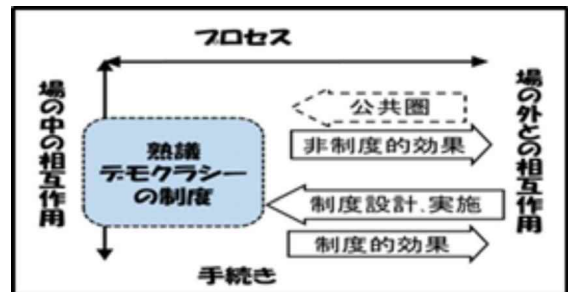 プロセス
場の中の相互作用
熟議
デモクラシー
の制度
公共圏
非制度的効果
制度設計.実施
制度的効果
場の外との相互作用
手続き